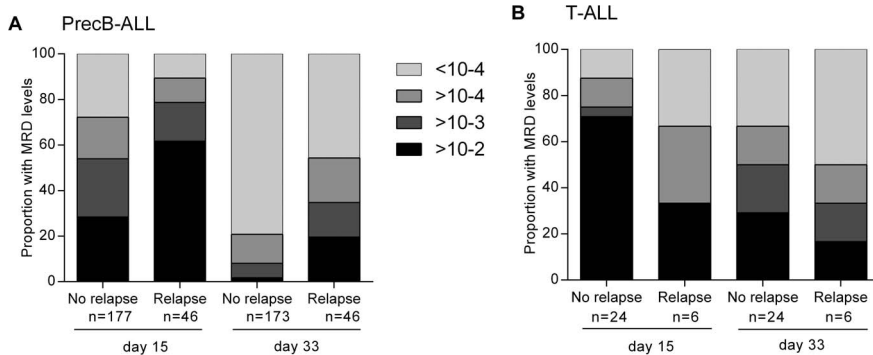 A PrecB-ALL
Proportion with MRD levels
100
80
60
40
20
0
No relapse Relapse No relapse Relapse
n=177 n=46 n=173 n=46
day 15 day 33
<10-4
>10-4
>10-3
>10-2
B T-ALL
Proportion with MRD levels
100
80
60
40
20
0
No relapse Relapse No relapse Relapse
n=24 n=6 n=24 n=6
day 15 day 33